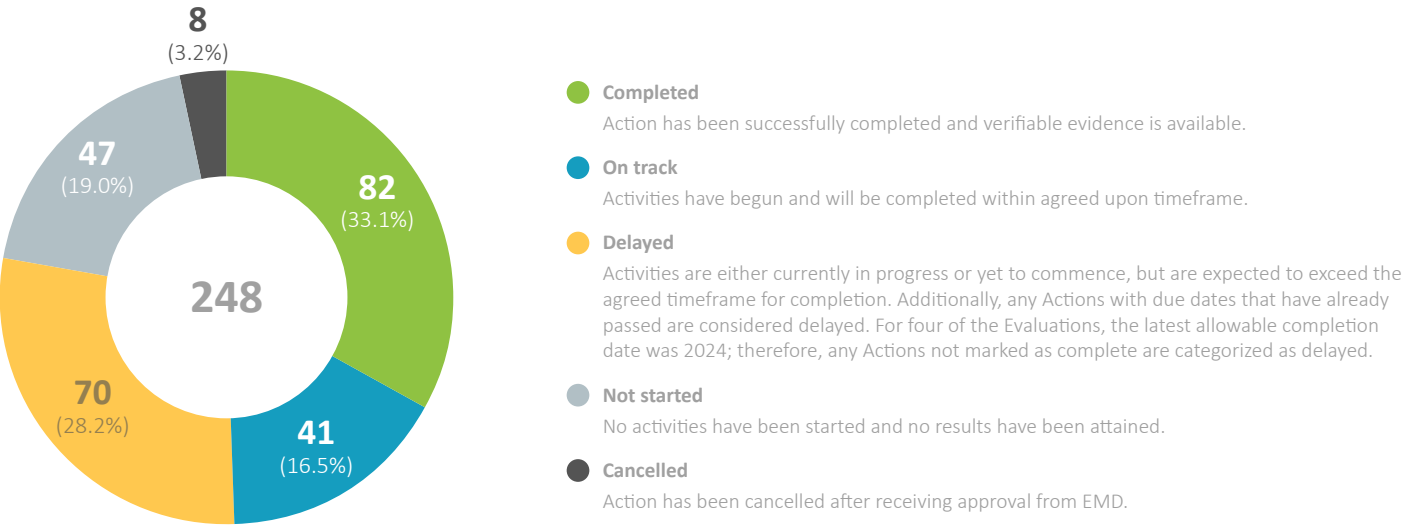 8
(3.2%)
47
(19.0%)
82
(33.1%)
248
70
(28.2%)
41
(16.5%)
Completed
Action has been successfully completed and verifiable evidence is available.
On track
Activities have begun and will be completed within agreed upon timeframe.
Delayed
Activities are either currently in progress or yet to commence, but are expected to exceed the
agreed timeframe for completion. Additionally, any Actions with due dates that have already
passed are considered delayed. For four of the Evaluations, the latest allowable completion
date was 2024; therefore, any Actions not marked as complete are categorized as delayed.
Not started
No activities have been started and no results have been attained.
Cancelled
Action has been cancelled after receiving approval from EMD.